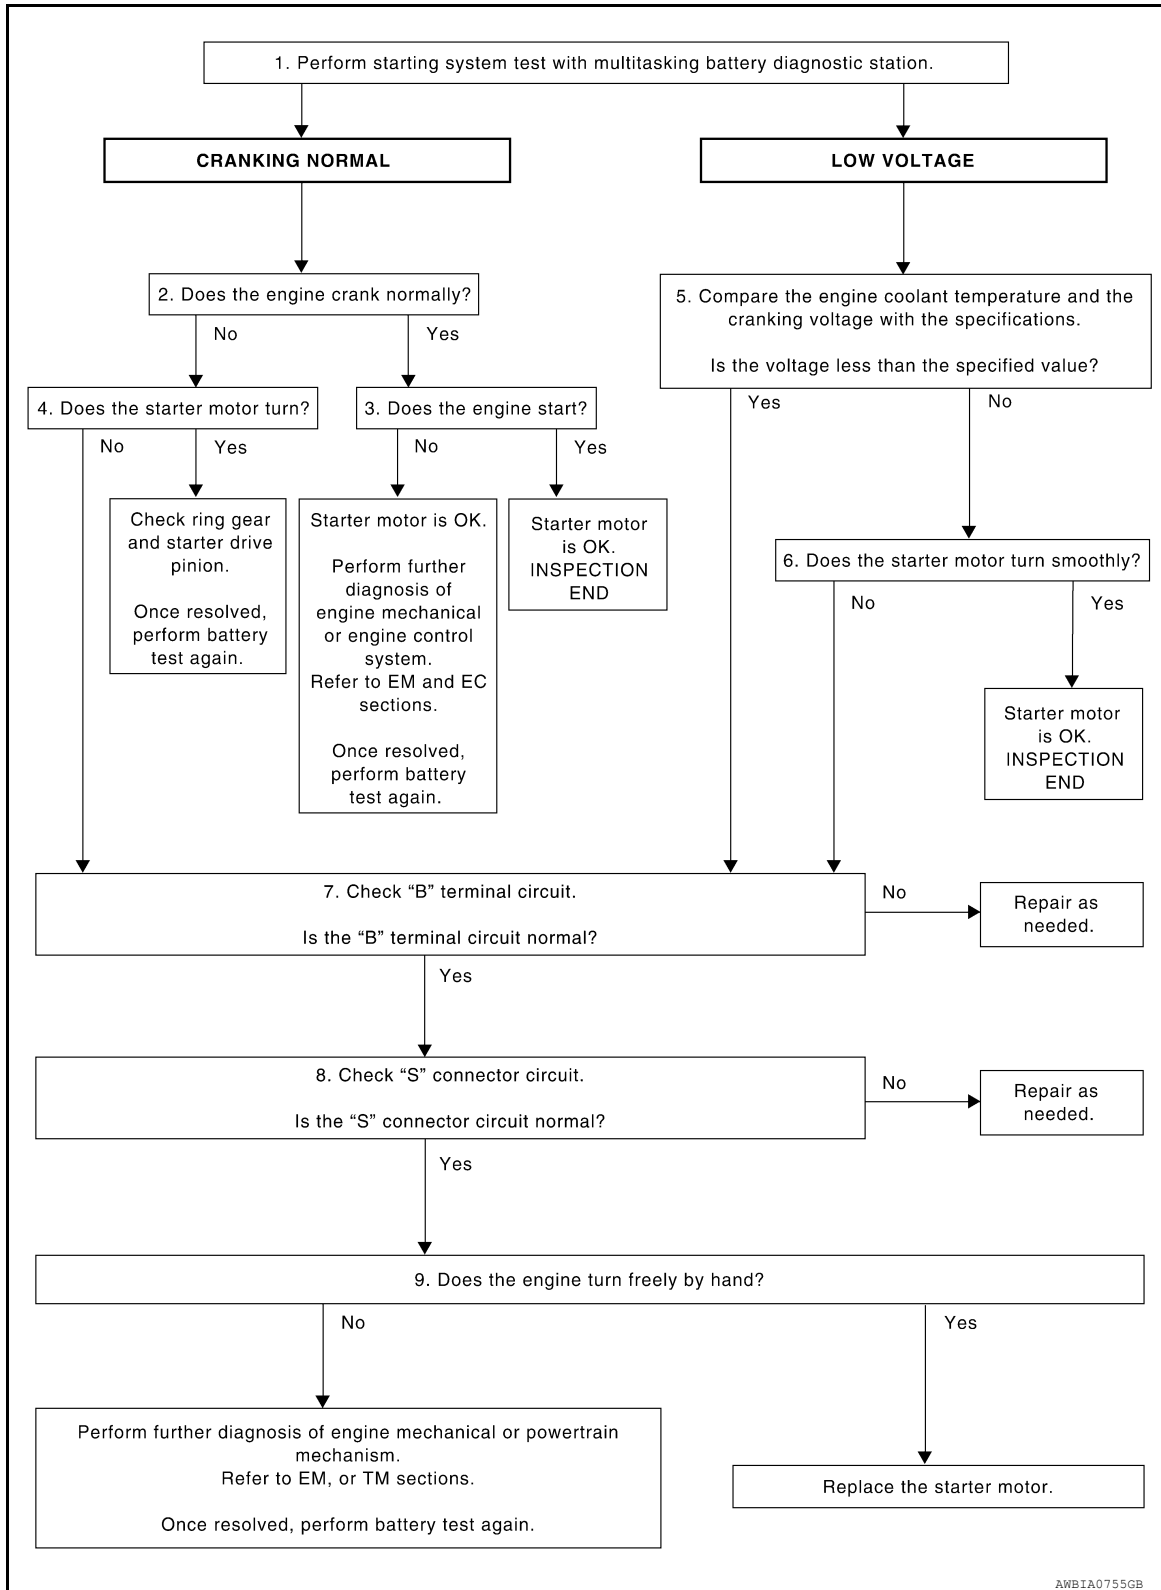 1. Perform starting system test with multitasking battery diagnostic station.
CRANKING NORMAL
LOW VOLTAGE
2. Does the engine crank normally?
No
Yes
5. Compare the engine coolant temperature and the
cranking voltage with the specifications.
Is the voltage less than the specified value?
Yes
No
4. Does the starter motor turn?
No
Yes
3. Does the engine start?
No
Yes
Check ring gear
and starter drive
pinion.
Once resolved,
perform battery
test again.
Starter motor is OK.
Perform further
diagnosis of
engine mechanical
or engine control
system.
Refer to EM and EC
sections.
Once resolved,
perform battery
test again.
Starter motor
is OK.
INSPECTION
END
6. Does the starter motor turn smoothly?
No
Yes
Starter motor
is OK.
INSPECTION
END
7. Check “B” terminal circuit.
Is the “B” terminal circuit normal?
No
Repair as
needed.
Yes
8. Check “S” connector circuit.
Is the “S” connector circuit normal?
No
Repair as
needed.
Yes
9. Does the engine turn freely by hand?
No
Yes
Perform further diagnosis of engine mechanical or powertrain
mechanism.
Refer to EM, or TM sections.
Once resolved, perform battery test again.
Replace the starter motor.
AWBIA0755GB